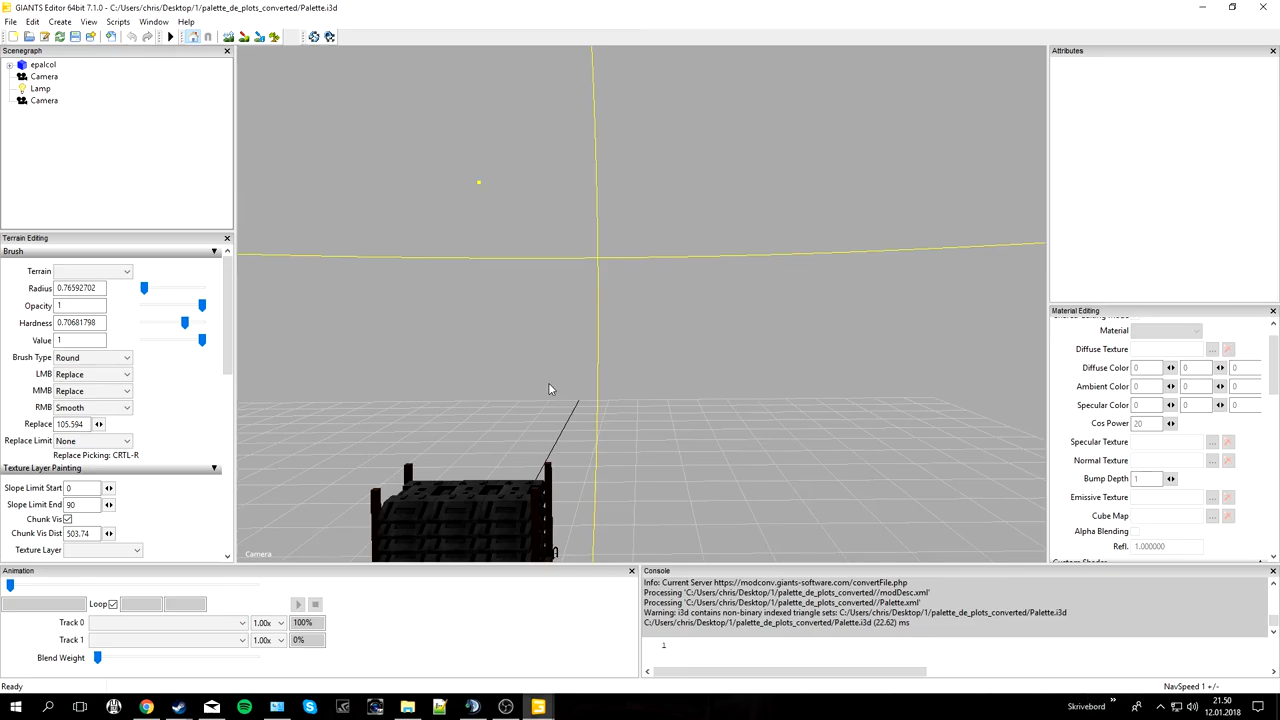 GIANTS Editor 64bit 7.1.0 - C:/Users/chris/Desktop/1/palette_de_plots_converted/Palette.i3d
File Edit Create View Scripts Window Help
Scenegraph
epalcol
Camera
Lamp
Camera
Terrain Editing
Brush
Terrain
Radius 0.76592702
Opacity 1
Hardness 0.70681798
Value 1
Brush Type Round
LMB Replace
MMB Replace
RMB Smooth
Replace 105.594
Replace Limit None
Replace Picking: CRTL-R
Texture Layer Painting
Slope Limit Start 0
Slope Limit End 90
Chunk Vis
Chunk Vis Dist 503.74
Texture Layer
Camera
Attributes
Material Editing
Material
Diffuse Texture ...
Diffuse Color 0 0 0
Ambient Color 0 0 0
Specular Color 0 0 0
Cos Power 20
Specular Texture ...
Normal Texture ...
Bump Depth 1
Emissive Texture ...
Cube Map ...
Alpha Blending
Refl. 1.000000
Animation
Loop
Track 0 1.00x 100%
Track 1 1.00x 0%
Blend Weight
Console
Info: Current Server https://modconv.giants-software.com/convertFile.php
Processing 'C:/Users/chris/Desktop/1/palette_de_plots_converted//modDesc.xml'
Processing 'C:/Users/chris/Desktop/1/palette_de_plots_converted//Palette.xml'
Warning: i3d contains non-binary indexed triangle sets: C:/Users/chris/Desktop/1/palette_de_plots_converted/Palette.i3d
C:/Users/chris/Desktop/1/palette_de_plots_converted/Palette.i3d (22.62) ms
1
Ready
NavSpeed 1 +/-
Skrivebord
21.50
12.01.2018